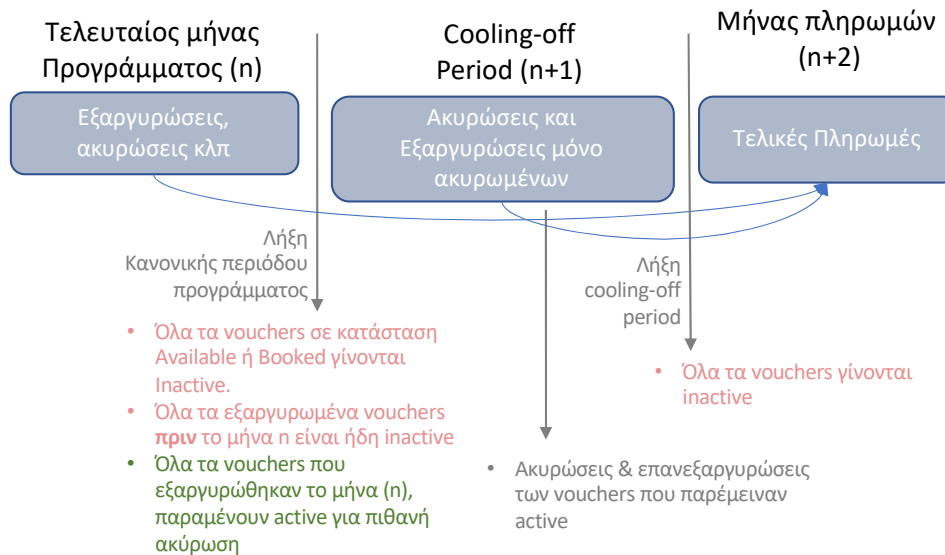 Τελευταίος μήνας
Προγράμματος (n)
Cooling-off
Period (n+1)
Μήνας πληρωμών
(n+2)
Εξαργυρώσεις,
ακυρώσεις κλπ
Ακυρώσεις και
Εξαργυρώσεις μόνο
ακυρωμένων
Τελικές Πληρωμές
Λήξη
Κανονικής περιόδου
προγράμματος
Λήξη
cooling-off
period
• Όλα τα vouchers σε κατάσταση
Available ή Booked γίνονται
Inactive.
• Όλα τα εξαργυρωμένα vouchers
πριν το μήνα n είναι ήδη inactive
• Όλα τα vouchers που
εξαργυρώθηκαν το μήνα (n),
παραμένουν active για πιθανή
ακύρωση
• Ακυρώσεις & επανεξαργυρώσεις
των vouchers που παρέμειναν
active
• Όλα τα vouchers γίνονται
inactive